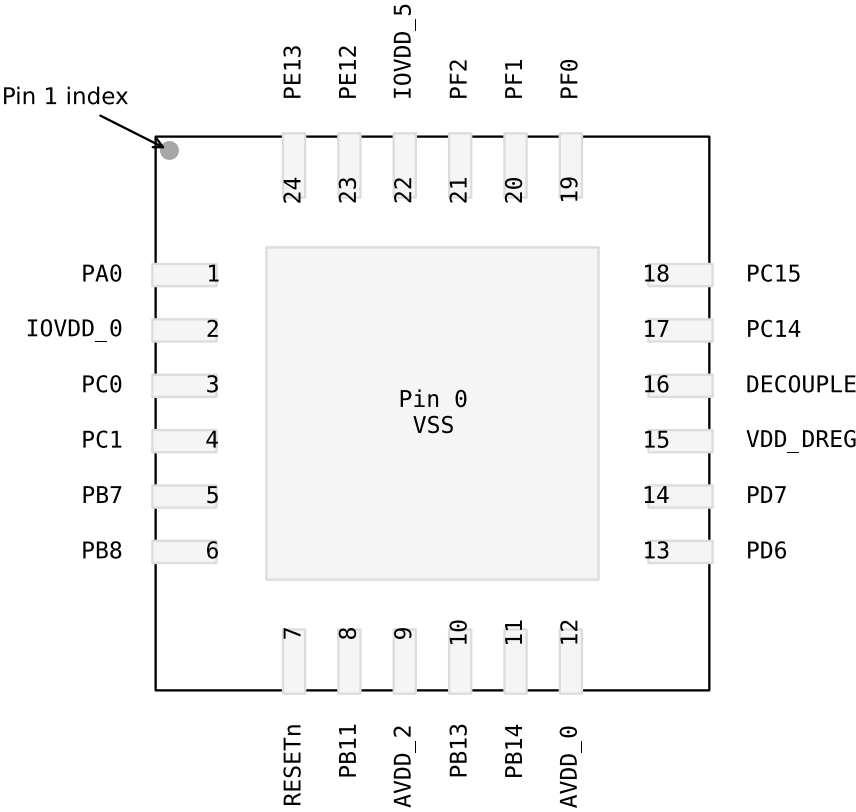 PE13
PE12
IOVDD_5
PF2
PF1
PF0
Pin 1 index
24
23
22
21
20
19
PA0 1
18 PC15
IOVDD_0 2
17 PC14
PC0 3
16 DECOUPLE
Pin 0
VSS
PC1 4
15 VDD_DREG
PB7 5
14 PD7
PB8 6
13 PD6
7
8
9
10
11
12
RESETn
PB11
AVDD_2
PB13
PB14
AVDD_0